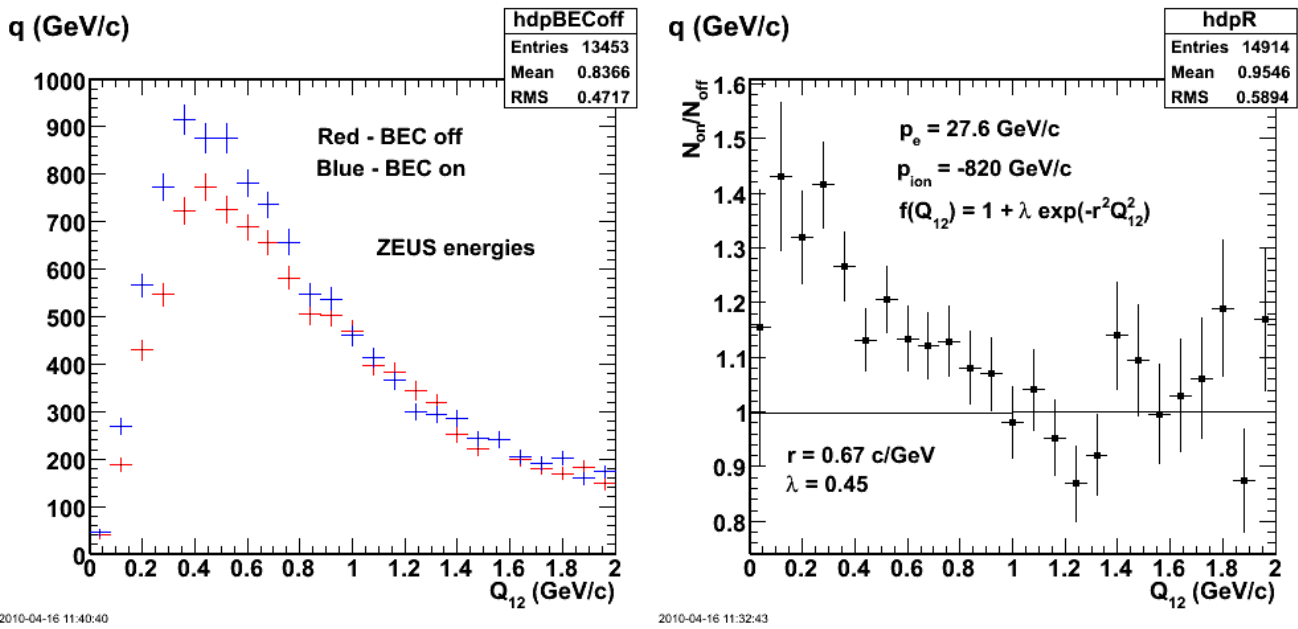 q (GeV/c)
hdpBECoff
Entries 13453
Mean 0.8366
RMS 0.4717
1000
900
800
700
600
500
400
300
200
100
0
Red - BEC off
Blue - BEC on
ZEUS energies
0 0.2 0.4 0.6 0.8 1 1.2 1.4 1.6 1.8 2
Q12 (GeV/c)
2010-04-16 11:40:40
q (GeV/c)
hdpR
Entries 14914
Mean 0.9546
RMS 0.5894
Non/Noff
1.6
1.5
1.4
1.3
1.2
1.1
1
0.9
0.8
pe = 27.6 GeV/c
pion = -820 GeV/c
f(Q12) = 1 + λ exp(-r²Q²12)
r = 0.67 c/GeV
λ = 0.45
0 0.2 0.4 0.6 0.8 1 1.2 1.4 1.6 1.8 2
Q12 (GeV/c)
2010-04-16 11:32:43